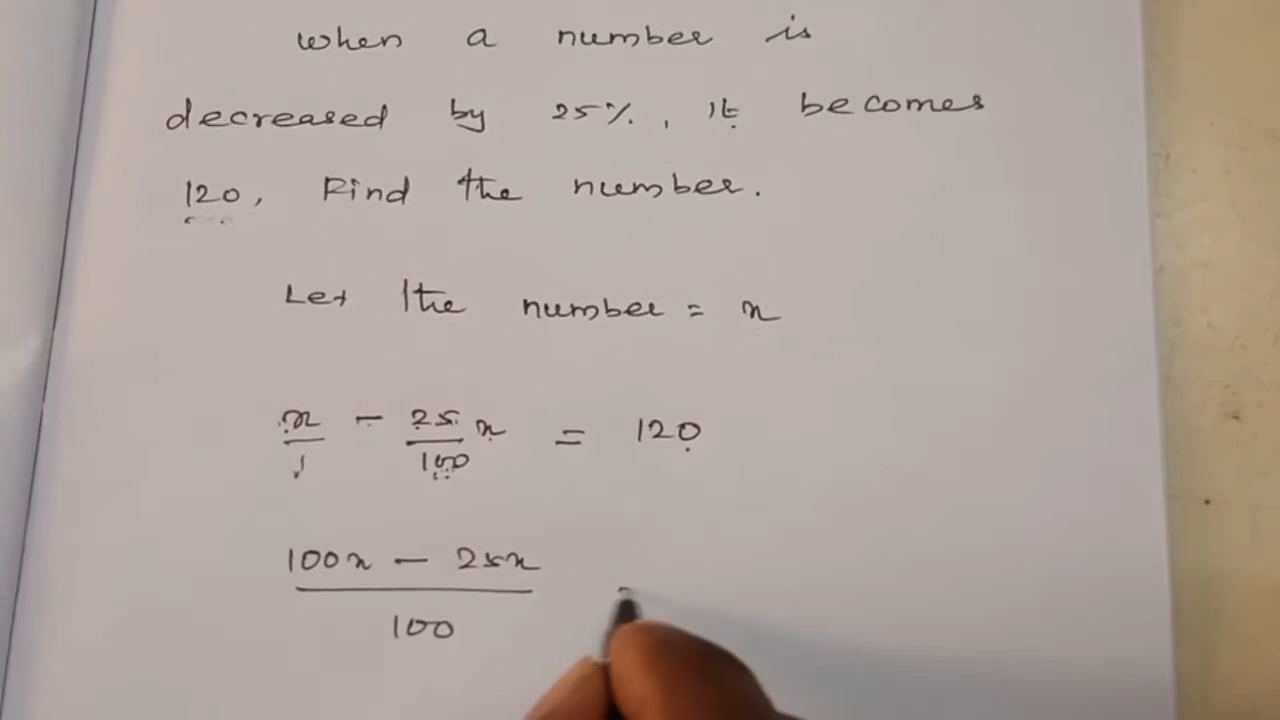 when a number is
decreased by 25%, it becomes
120, Find the number.
Let the number = x
x/1 - 25/100 x = 120
100x - 25x / 100